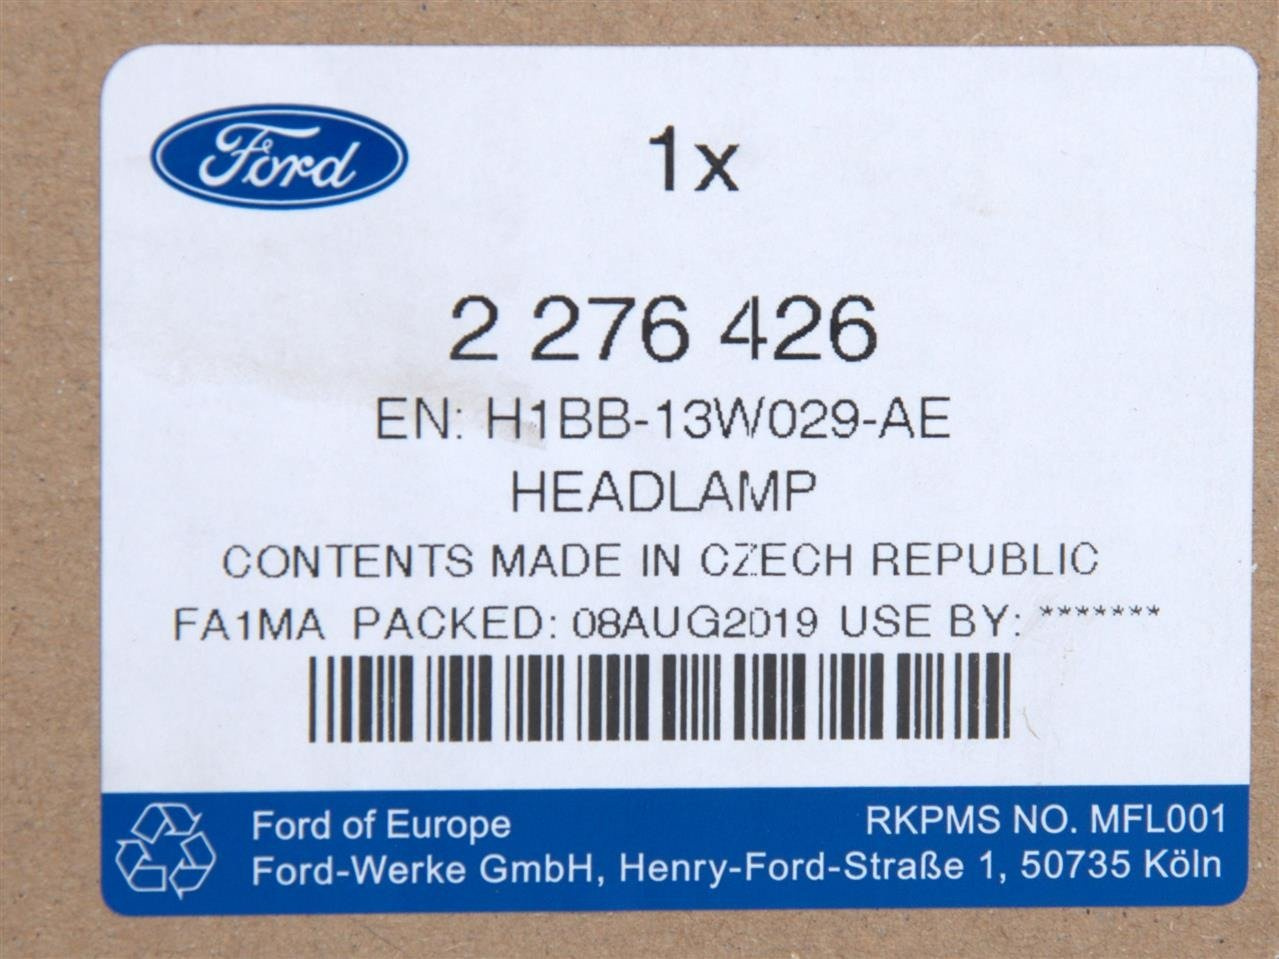 Ford
1x
2 276 426
EN: H1BB-13W029-AE
HEADLAMP
CONTENTS MADE IN CZECH REPUBLIC
FA1MA PACKED: 08AUG2019 USE BY: *******
Ford of Europe
RKPMS NO. MFL001
Ford-Werke GmbH, Henry-Ford-Straße 1, 50735 Köln